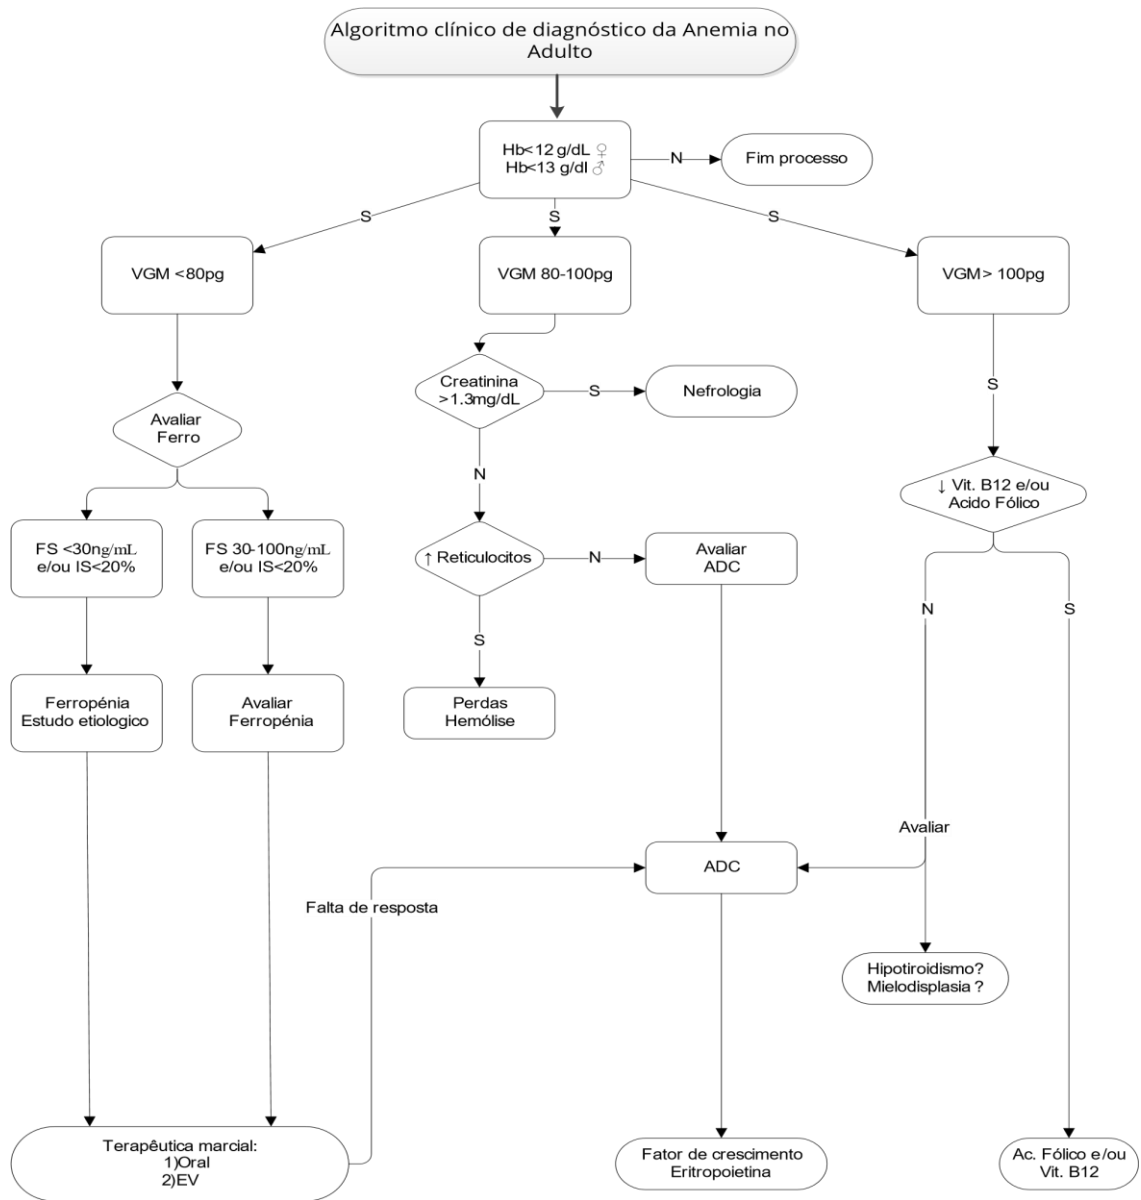 Algoritmo clínico de diagnóstico da Anemia no
Adulto
Hb<12 g/dL ♀
Hb<13 g/dl ♂
N
Fim processo
S
S
S
VGM <80pg
VGM 80-100pg
VGM> 100pg
Creatinina
>1.3mg/dL
S
Nefrologia
S
Avaliar
Ferro
N
↓ Vit. B12 e/ou
Acido Fólico
FS <30ng/mL
e/ou IS<20%
FS 30-100ng/mL
e/ou IS<20%
↑ Reticulocitos
N
Avaliar
ADC
N
S
S
Ferropénia
Estudo etiologico
Avaliar
Ferropénia
Perdas
Hemólise
Avaliar
ADC
Falta de resposta
Hipotiroidismo?
Mielodisplasia ?
Terapêutica marcial:
1)Oral
2)EV
Fator de crescimento
Eritropoietina
Ac. Fólico e/ou
Vit. B12